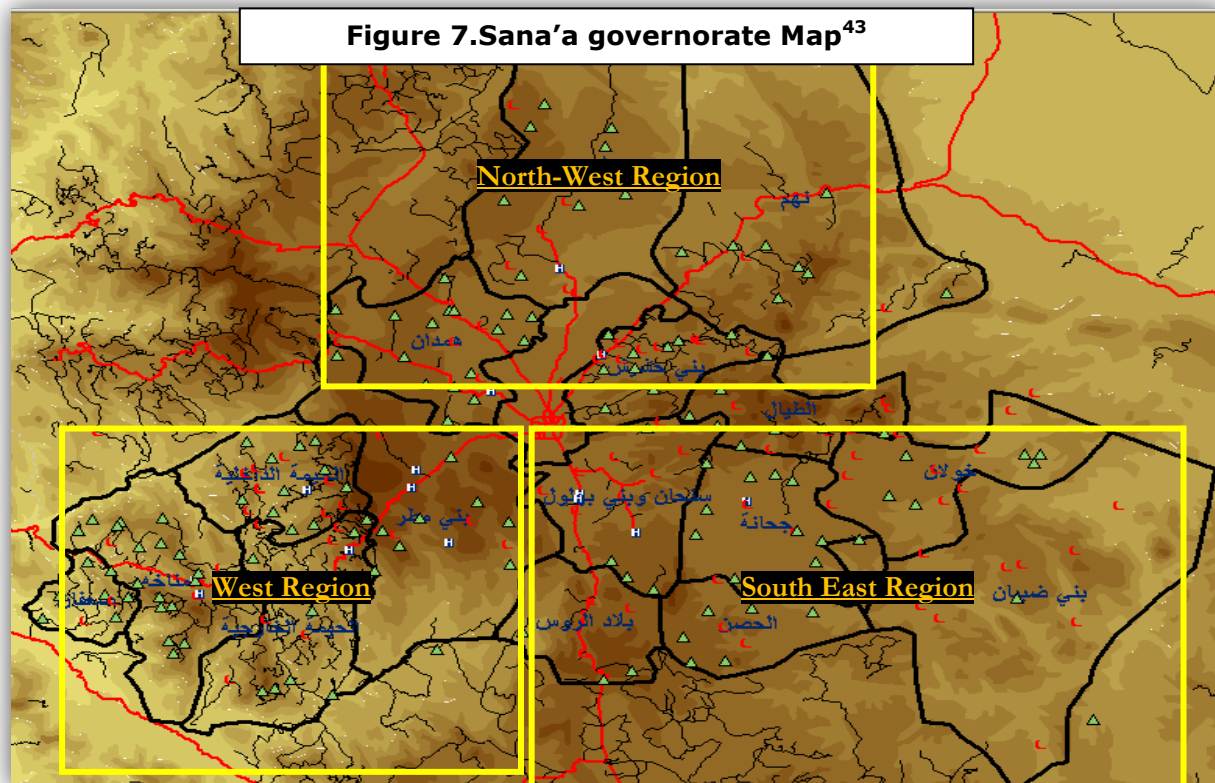 Figure 7.Sana’a governorate Map43
North-West Region
نهم
همدان
بني حشيش
الطيال
الحيمة الداخلية
بني مطر
سنحان وبني بهلول
جحانة
خولان
West Region
مناخه
صعفان
الحيمة الخارجية
South East Region
بني ضبيان
بلاد الروس
الحصن